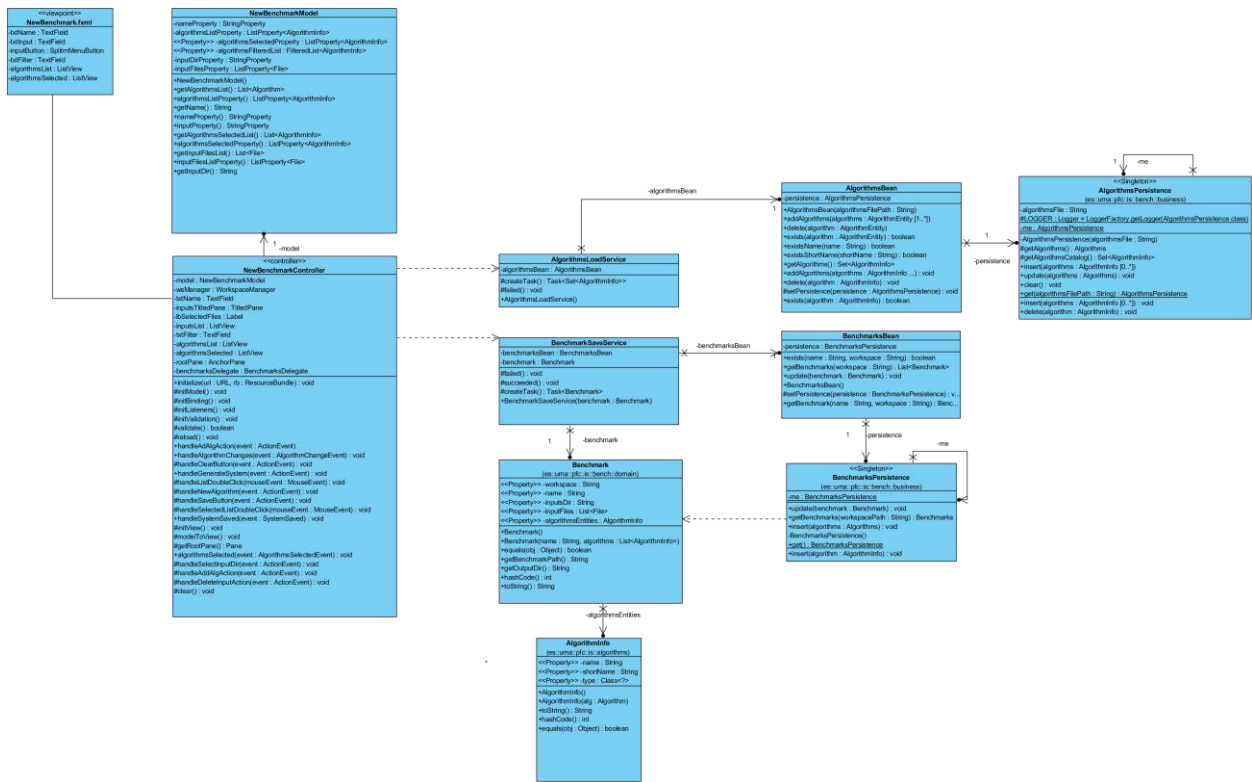 <<viewpoint>>
NewBenchmark.fxml
-txtName : TextField
-txtInput : TextField
-inputButton : SplitmMenuButton
-txtFilter : TextField
-algorithmsList : ListView
-algorithmsSelected : ListView
NewBenchmarkModel
-nameProperty : StringProperty
-algorithmsListProperty : ListProperty<AlgorithmInfo>
<<Property>> -algorithmsSelectedProperty : ListProperty<AlgorithmInfo>
<<Property>> -algorithmsFilteredList : FilteredList<AlgorithmInfo>
-inputDirProperty : StringProperty
-inputFilesProperty : ListProperty<File>
+NewBenchmarkModel()
+getAlgorithmsList() : List<Algorithm>
+algorithmsListProperty() : ListProperty<AlgorithmInfo>
+getName() : String
+nameProperty() : StringProperty
+inputProperty() : StringProperty
+getAlgorithmsSelectedList() : List<AlgorithmInfo>
+algorithmsSelectedProperty() : ListProperty<AlgorithmInfo>
+getInputFilesList() : List<File>
+inputFilesListProperty() : ListProperty<File>
+getInputDir() : String
1
-model
<<controller>>
NewBenchmarkController
-model : NewBenchmarkModel
-wsManager : WorkspaceManager
-txtName : TextField
-inputsTitledPane : TitledPane
-lbSelectedFiles : Label
-inputsList : ListView
-txtFilter : TextField
-algorithmsList : ListView
-algorithmsSelected : ListView
-rootPane : AnchorPane
-benchmarksDelegate : BenchmarksDelegate
+initialize(url : URL, rb : ResourceBundle) : void
#initModel() : void
#initBinding() : void
#initListeners() : void
#initValidation() : void
#validate() : boolean
#reload() : void
+handleAdAlgAction(event : ActionEvent)
+handleAlgorithmChanges(event : AlgorithmChangeEvent) : void
#handleClearButton(event : ActionEvent) : void
+handleGenerateSystem(event : ActionEvent) : void
#handleListDoubleClick(mouseEvent : MouseEvent) : void
#handleNewAlgorithm(event : ActionEvent) : void
#handleSaveButton(event : ActionEvent) : void
#handleSelectedListDoubleClick(mouseEvent : MouseEvent) : void
+handleSystemSaved(event : SystemSaved) : void
#initView() : void
#modelToView() : void
#getRootPane() : Pane
+algorithmsSelected(event : AlgorithmsSelectedEvent) : void
#handleSelectInputDir(event : ActionEvent) : void
#handleAddAlgAction(event : ActionEvent) : void
#handleDeleteInputAction(event : ActionEvent) : void
#clear() : void
-algorithmsBean
1
AlgorithmsLoadService
-algorithmsBean : AlgorithmsBean
#createTask() : Task<Set<AlgorithmInfo>>
#failed() : void
+AlgorithmsLoadService()
AlgorithmsBean
-persistence : AlgorithmsPersistence
+AlgorithmsBean(algorithmsFilePath : String)
+addAlgorithms(algorithms : AlgorithmEntity [1..*])
+delete(algorithm : AlgorithmEntity)
+exists(algorithm : AlgorithmEntity) : boolean
+existsName(name : String) : boolean
+existsShortName(shortName : String) : boolean
+getAlgorithms() : Set<AlgorithmInfo>
+addAlgorithms(algorithms : AlgorithmInfo ...) : void
+delete(algorithm : AlgorithmInfo) : void
#setPersistence(persistence : AlgorithmsPersistence) : void
+exists(algorithm : AlgorithmInfo) : boolean
1
-persistence
1
-me
<<Singleton>>
AlgorithmsPersistence
(es::uma::pfc::is::bench::business)
-algorithmsFile : String
#LOGGER : Logger = LoggerFactory.getLogger(AlgorithmsPersistence.class)
-me : AlgorithmsPersistence
-AlgorithmsPersistence(algorithmsFile : String)
#getAlgorithms() : Algorithms
#getAlgorithmsCatalog() : Set<AlgorithmInfo>
+insert(algorithms : AlgorithmInfo [0..*]) : void
+update(algorithms : Algorithms) : void
+clear() : void
+get(algorithmsFilePath : String) : AlgorithmsPersistence
+insert(algorithms : AlgorithmInfo [0..*]) : void
+delete(algorithm : AlgorithmInfo) : void
BenchmarkSaveService
-benchmarksBean : BenchmarksBean
-benchmark : Benchmark
#failed() : void
#succeeded() : void
#createTask() : Task<Benchmark>
+BenchmarkSaveService(benchmark : Benchmark)
-benchmarksBean
BenchmarksBean
-persistence : BenchmarksPersistence
+exists(name : String, workspace : String) : boolean
+getBenchmarks(workspace : String) : List<Benchmark>
+update(benchmark : Benchmark) : void
+BenchmarksBean()
#setPersistence(persistence : BenchmarksPersistence) : v...
+getBenchmark(name : String, workspace : String) : Benc...
1
-benchmark
1
-persistence
-me
Benchmark
(es::uma::pfc::is::bench::domain)
<<Property>> -workspace : String
<<Property>> -name : String
<<Property>> -inputsDir : String
<<Property>> -inputFiles : List<File>
<<Property>> -algorithmsEntities : AlgorithmInfo
+Benchmark()
+Benchmark(name : String, algorithms : List<AlgorithmInfo>)
+equals(obj : Object) : boolean
+getBenchmarkPath() : String
+getOutputDir() : String
+hashCode() : int
+toString() : String
<<Singleton>>
BenchmarksPersistence
(es::uma::pfc::is::bench::business)
-me : BenchmarksPersistence
+update(benchmark : Benchmark) : void
+getBenchmarks(workspacePath : String) : Benchmarks
+insert(algorithms : Algorithms) : void
-BenchmarksPersistence()
+get() : BenchmarksPersistence
+insert(algorithm : AlgorithmInfo) : void
-algorithmsEntities
AlgorithmInfo
(es::uma::pfc::is::algorithms)
<<Property>> -name : String
<<Property>> -shortName : String
<<Property>> -type : Class<?>
+AlgorithmInfo()
+AlgorithmInfo(alg : Algorithm)
+toString() : String
+hashCode() : int
+equals(obj : Object) : boolean